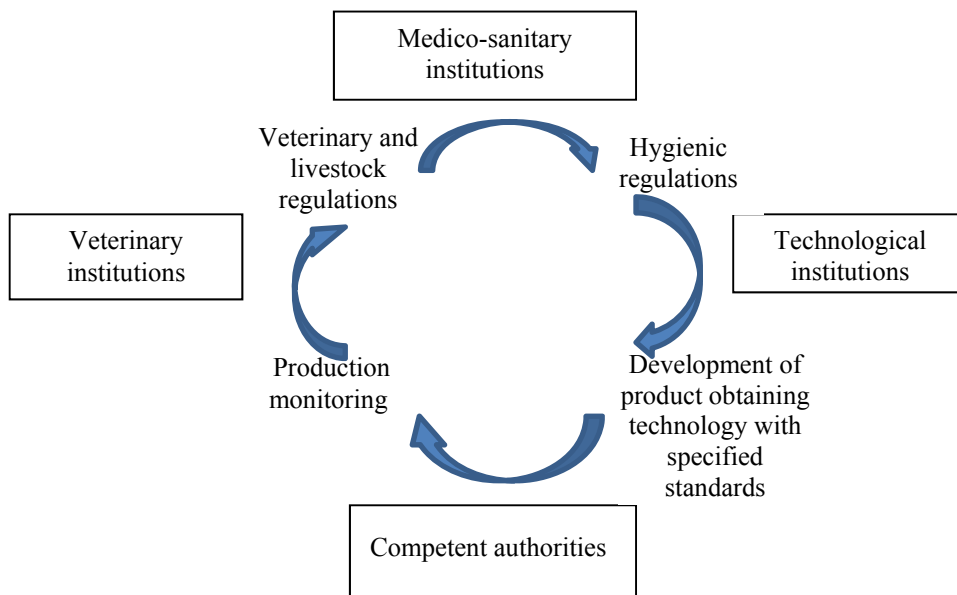 Medico-sanitary
institutions
Veterinary and
livestock
regulations
Hygienic
regulations
Veterinary
institutions
Technological
institutions
Production
monitoring
Development of
product obtaining
technology with
specified
standards
Competent authorities